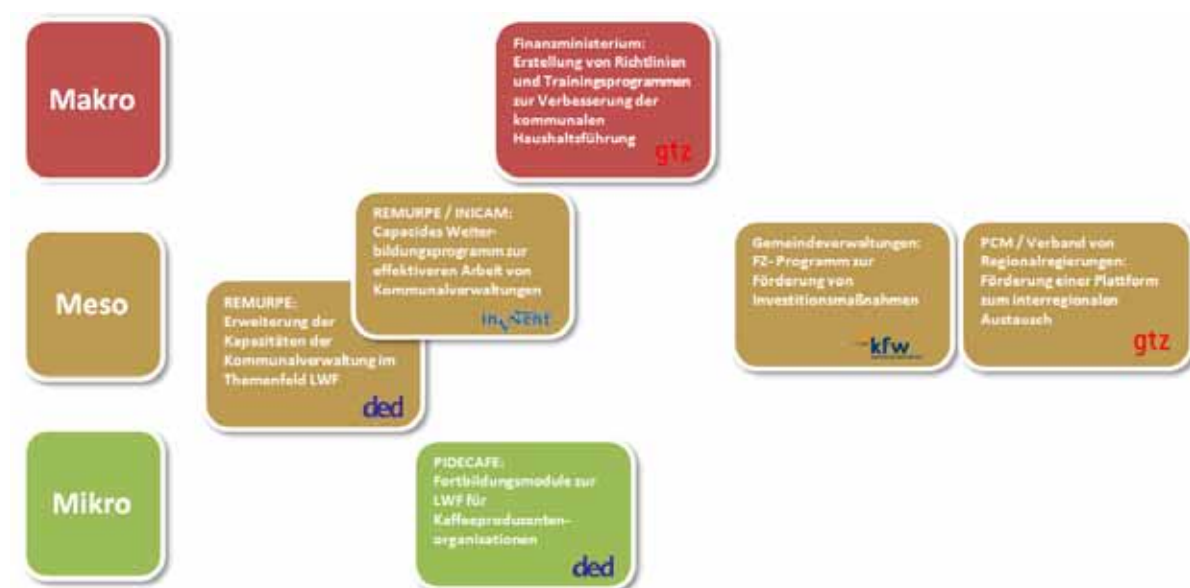 Makro
Finanzministerium:
Erstellung von Richtlinien
und Trainingsprogrammen
zur Verbesserung der
kommunalen
Haushaltsführung
gtz
Meso
REMURPE / INICAM:
Capacides Weiter-
bildungsprogramm zur
effektiveren Arbeit von
Kommunalverwaltungen
inwent
REMURPE:
Erweiterung der
Kapazitäten der
Kommunalverwaltung im
Themenfeld LWF
ded
Gemeindeverwaltungen:
FZ- Programm zur
Förderung von
Investitionsmaßnahmen
kfw
PCM / Verband von
Regionalregierungen:
Förderung einer Plattform
zum interregionalen
Austausch
gtz
Mikro
PIDECAFE:
Fortbildungsmodule zur
LWF für
Kaffeeproduzenten-
organisationen
ded